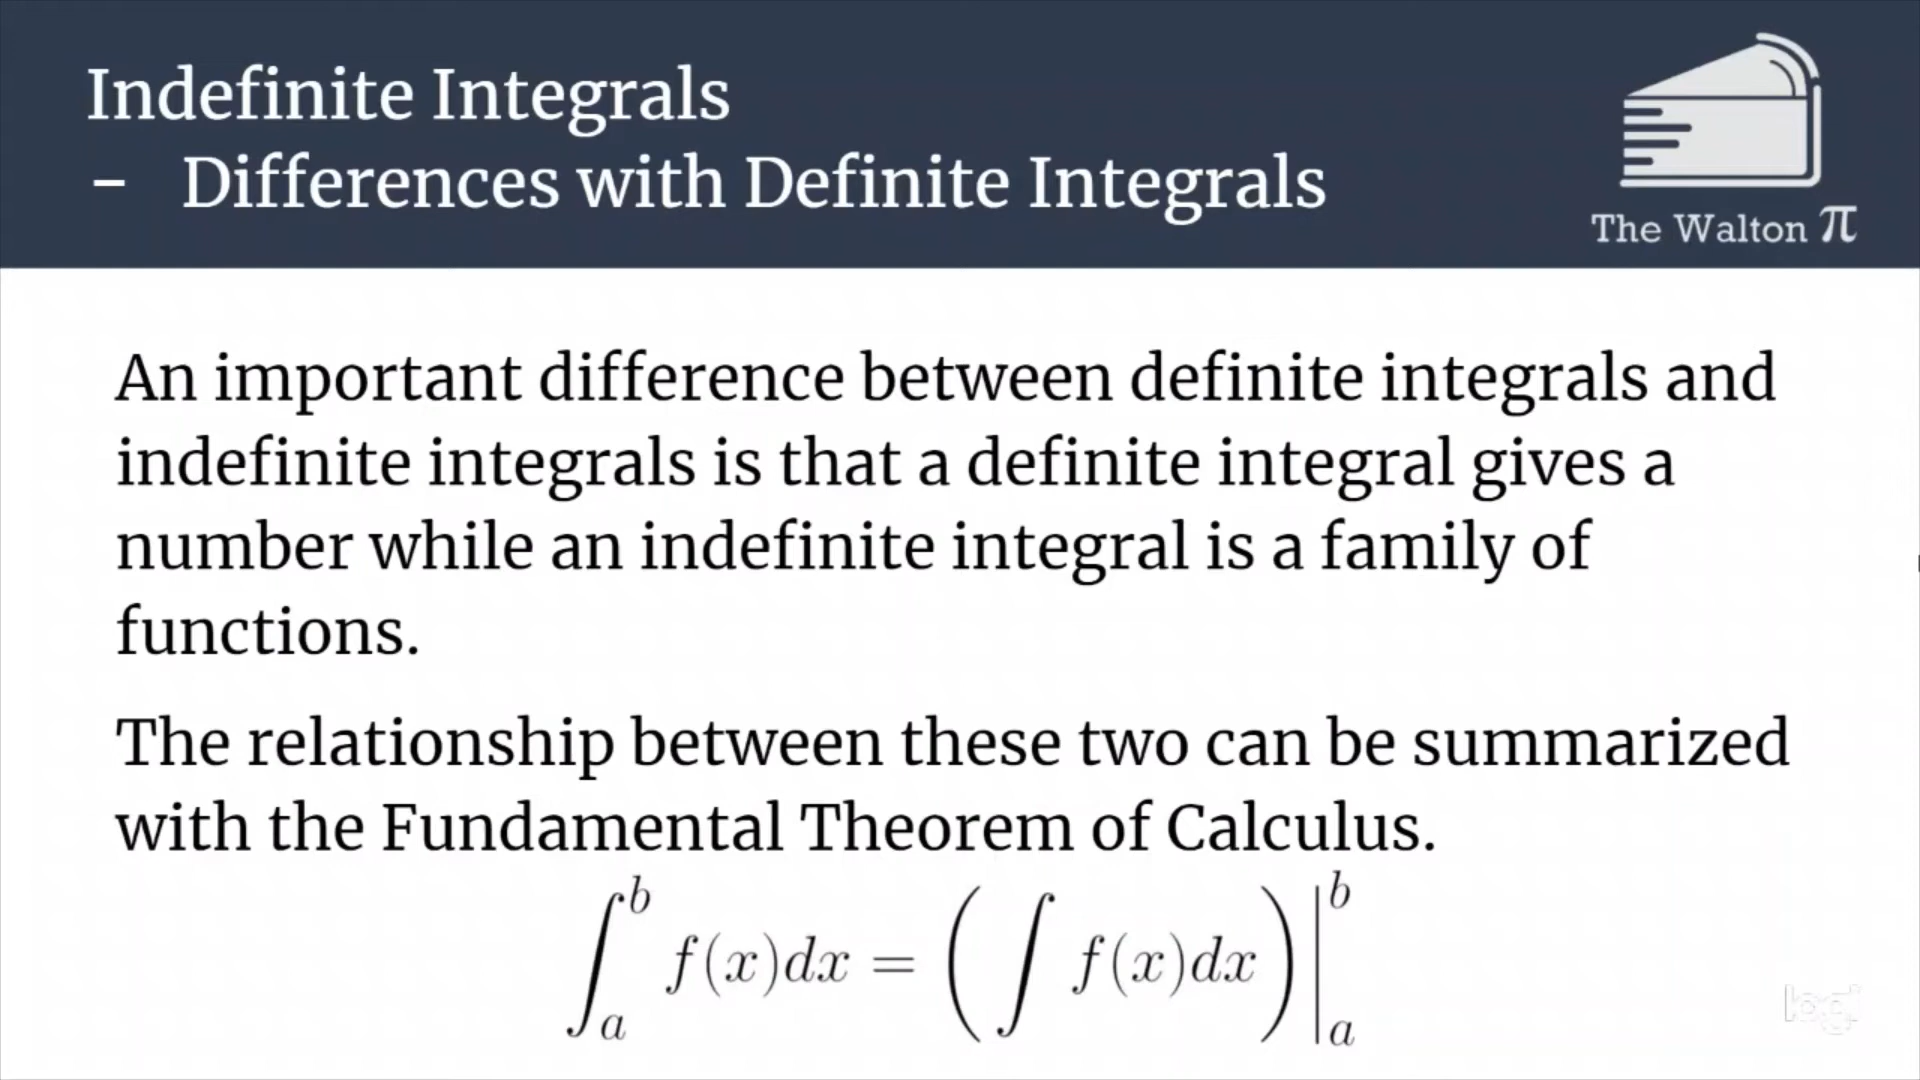 Indefinite Integrals
- Differences with Definite Integrals
The Walton π
An important difference between definite integrals and
indefinite integrals is that a definite integral gives a
number while an indefinite integral is a family of
functions.
The relationship between these two can be summarized
with the Fundamental Theorem of Calculus.
∫_a^b f(x)dx = (∫ f(x)dx)|_a^b